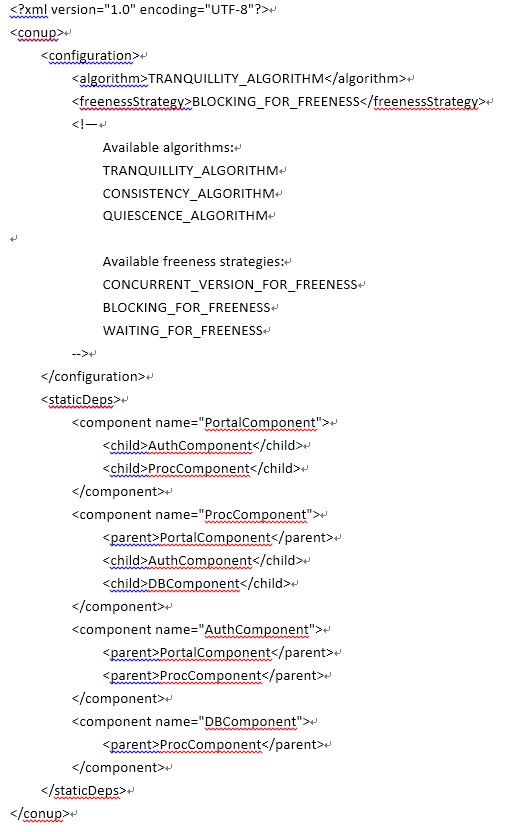 <?xml version="1.0" encoding="UTF-8"?>
<conup>
<configuration>
<algorithm>TRANQUILLITY_ALGORITHM</algorithm>
<freenessStrategy>BLOCKING_FOR_FREENESS</freenessStrategy>
<!—
Available algorithms:
TRANQUILLITY_ALGORITHM
CONSISTENCY_ALGORITHM
QUIESCENCE_ALGORITHM
Available freeness strategies:
CONCURRENT_VERSION_FOR_FREENESS
BLOCKING_FOR_FREENESS
WAITING_FOR_FREENESS
-->
</configuration>
<staticDeps>
<component name="PortalComponent">
<child>AuthComponent</child>
<child>ProcComponent</child>
</component>
<component name="ProcComponent">
<parent>PortalComponent</parent>
<child>AuthComponent</child>
<child>DBComponent</child>
</component>
<component name="AuthComponent">
<parent>PortalComponent</parent>
<parent>ProcComponent</parent>
</component>
<component name="DBComponent">
<parent>ProcComponent</parent>
</component>
</staticDeps>
</conup>